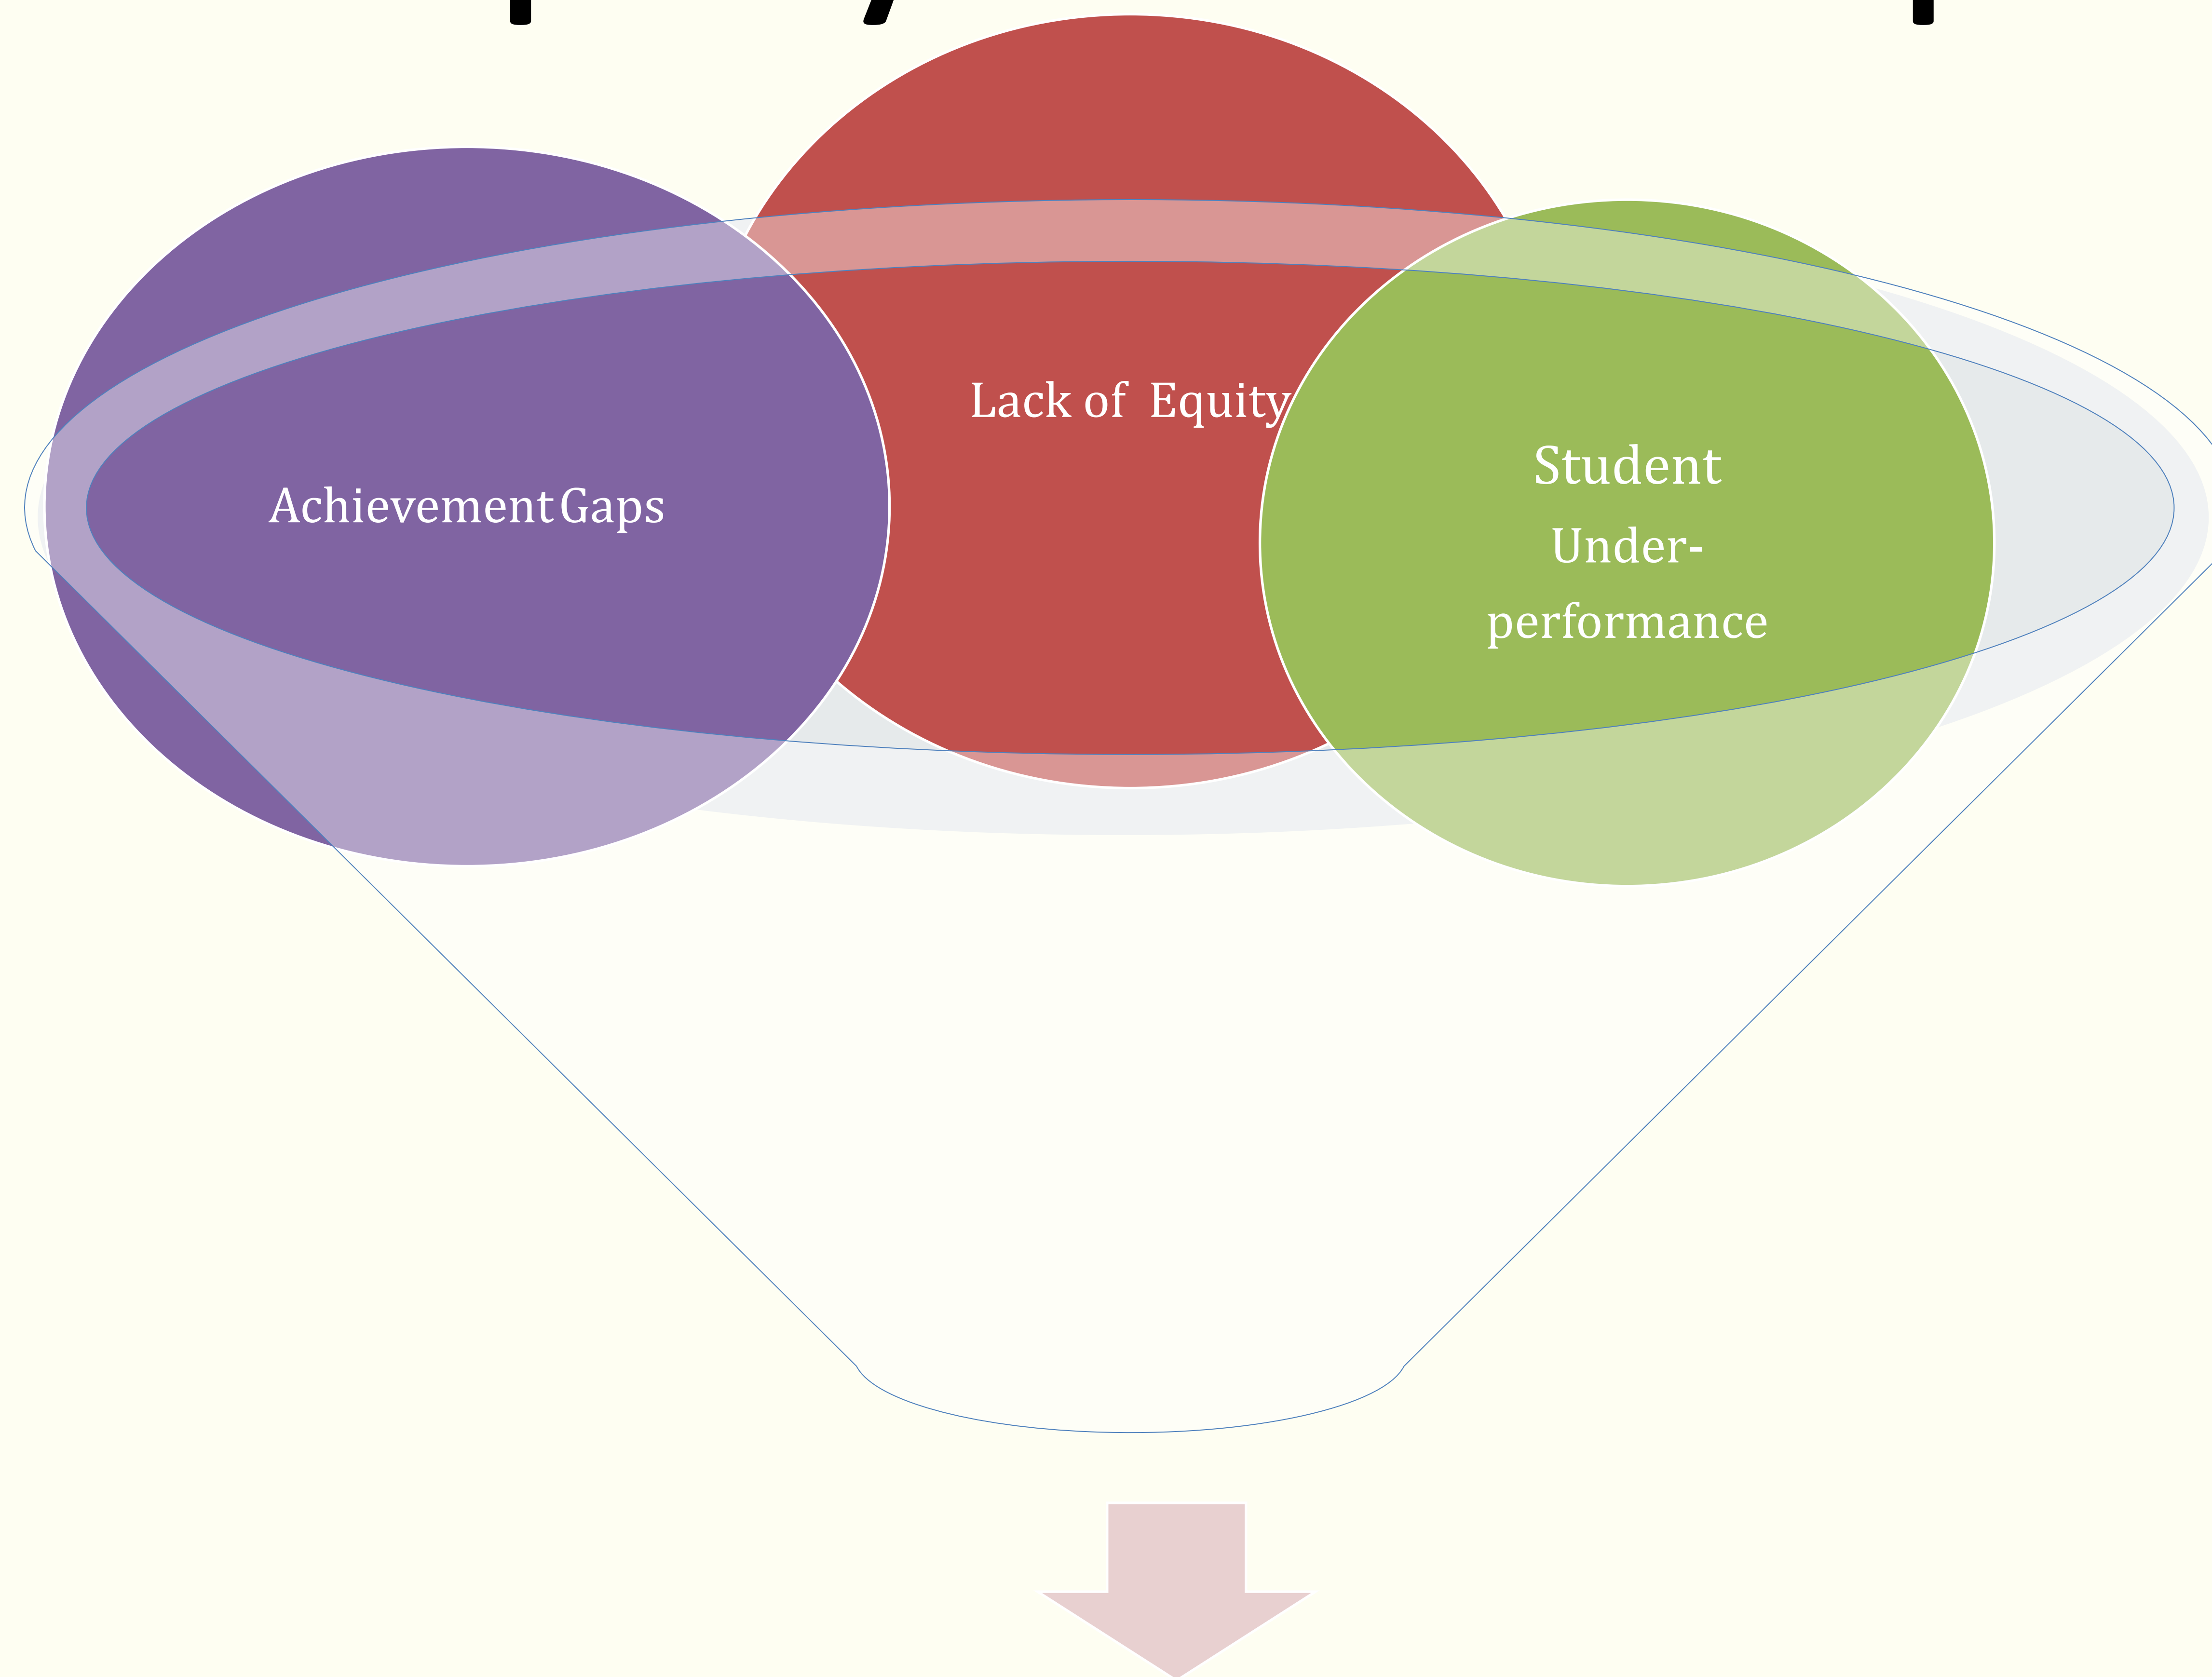 Lack of  Equity
Achievement Gaps
Student
Under-
performance